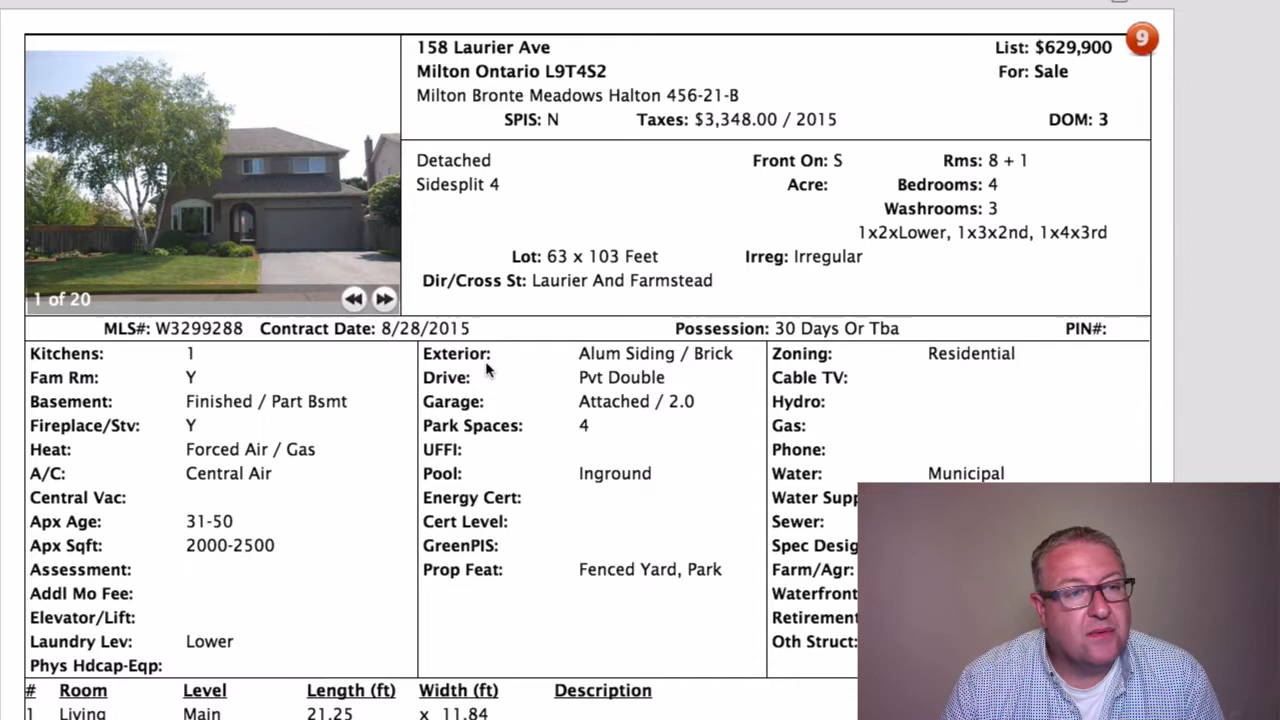 9
158 Laurier Ave List: $629,900
Milton Ontario L9T4S2 For: Sale
Milton Bronte Meadows Halton 456-21-B
SPIS: N Taxes: $3,348.00 / 2015 DOM: 3
Detached Front On: S Rms: 8 + 1
Sidesplit 4 Acre: Bedrooms: 4
Washrooms: 3
1x2xLower, 1x3x2nd, 1x4x3rd
Lot: 63 x 103 Feet Irreg: Irregular
Dir/Cross St: Laurier And Farmstead
1 of 20
MLS#: W3299288 Contract Date: 8/28/2015 Possession: 30 Days Or Tba PIN#:
Kitchens: 1 Exterior: Alum Siding / Brick Zoning: Residential
Fam Rm: Y Drive: Pvt Double Cable TV:
Basement: Finished / Part Bsmt Garage: Attached / 2.0 Hydro:
Fireplace/Stv: Y Park Spaces: 4 Gas:
Heat: Forced Air / Gas UFFI: Phone:
A/C: Central Air Pool: Inground Water: Municipal
Central Vac: Energy Cert: Water Supp
Apx Age: 31-50 Cert Level: Sewer:
Apx Sqft: 2000-2500 GreenPIS: Spec Desig
Assessment: Prop Feat: Fenced Yard, Park Farm/Agr:
Addl Mo Fee: Waterfront
Elevator/Lift: Retirement
Laundry Lev: Lower Oth Struct:
Phys Hdcap-Eqp:
# Room Level Length (ft) Width (ft) Description
1 Living Main 21.25 x 11.84